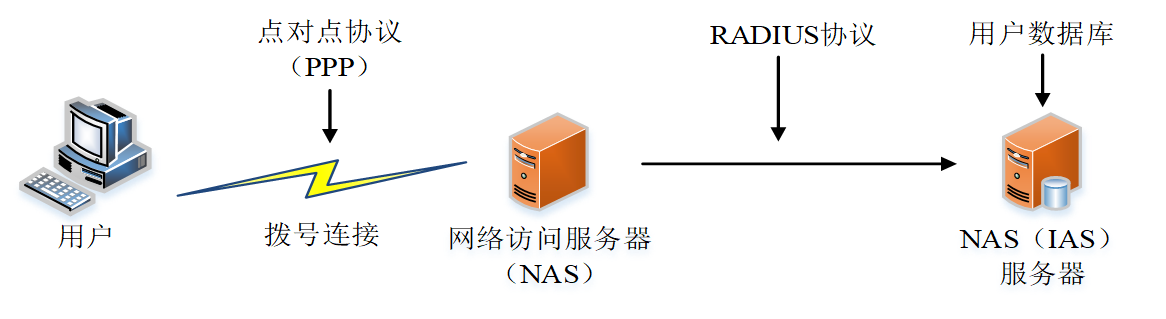 点对点协议
（PPP）
RADIUS协议
用户数据库
用户
拨号连接
网络访问服务器
（NAS）
NAS（IAS）
服务器